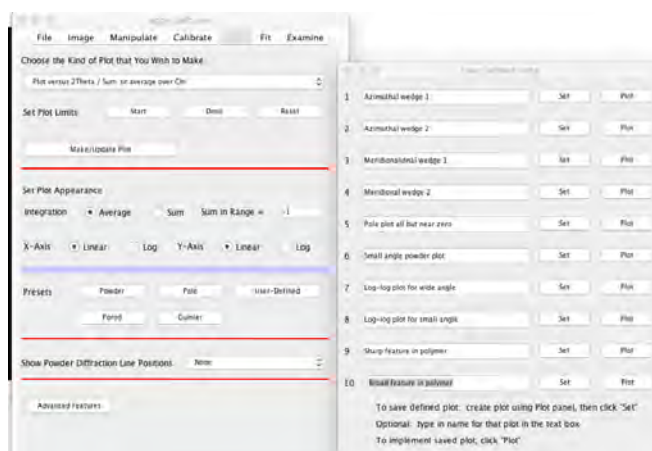 File Image Manipulate Calibrate Fit Examine
Choose the Kind of Plot that You Wish to Make
Plot versus 2Theta / Sum or average over Chi
Set Plot Limits Start Omit Reset
Make/Update Plot
Set Plot Appearance
Integration Average Sum Sum in Range = -1
X-Axis Linear Log Y-Axis Linear Log
Presets Powder Pole User-Defined
Guinier
Show Powder Diffraction Line Positions None
Advanced Features
1 Azimuthal wedge 1 Set Plot
2 Azimuthal wedge 2 Set Plot
3 wedge 1 Set Plot
4 Meridional wedge 2 Set Plot
5 Pole plot all but near zero Set Plot
6 Small angle powder plot Set Plot
7 Log-log plot for wide angle Set Plot
8 Log-log plot for small angle Set Plot
9 Sharp feature in polymer Set Plot
10 Broad feature in polymer Set Plot
To save defined plot: create plot using Plot panel, then click "Set"
Optional: type in name for that plot in the text box
To implement saved plot, click "Plot"